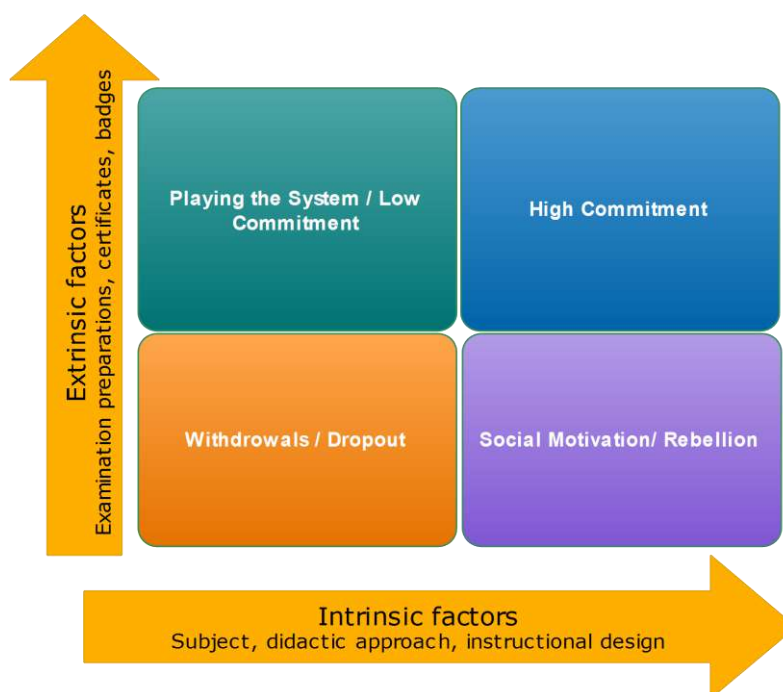 Extrinsic factors
Examination preparations, certificates, badges
Playing the System / Low
Commitment
High Commitment
Withdrowals / Dropout
Social Motivation/ Rebellion
Intrinsic factors
Subject, didactic approach, instructional design